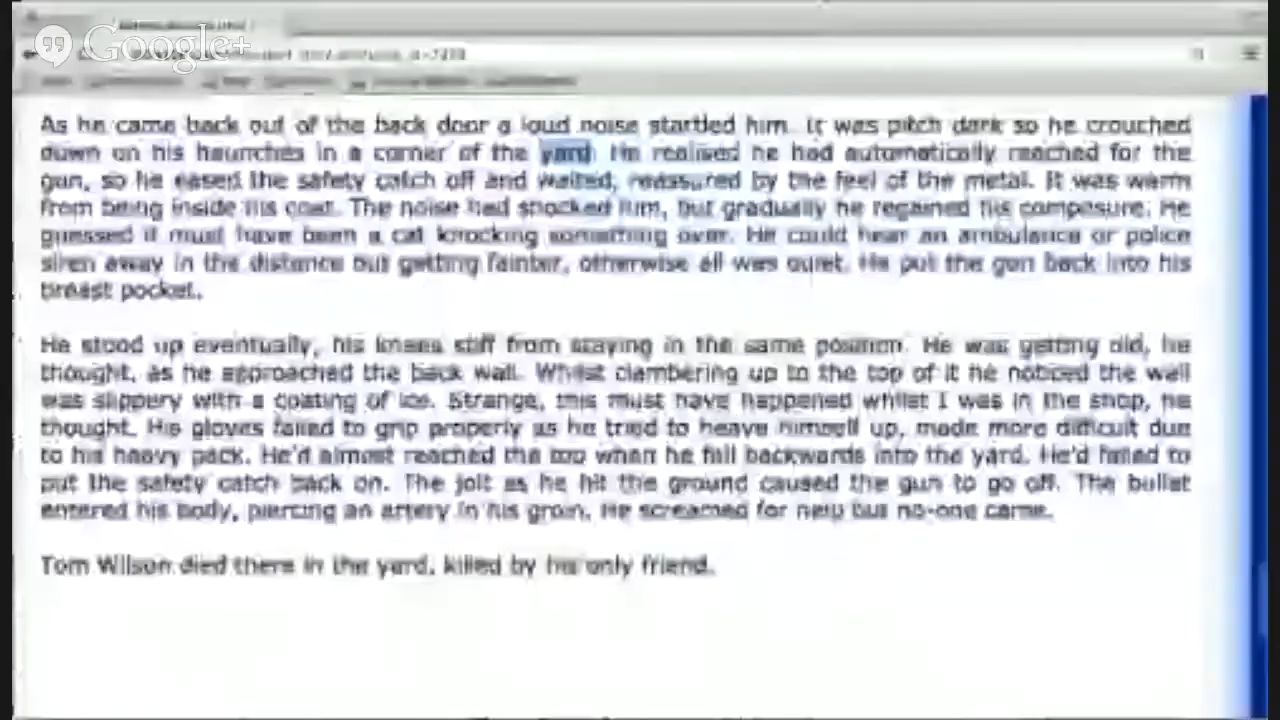 Google+
As he came back out of the back door a loud noise startled him. It was pitch dark so he crouched
down on his haunches in a corner of the yard. He realised he had automatically reached for the
gun, so he eased the safety catch off and waited, reassured by the feel of the metal. It was warm
from being inside his coat. The noise had shocked him, but gradually he regained his composure. He
guessed it must have been a cat knocking something over. He could hear an ambulance or police
siren away in the distance but getting fainter, otherwise all was quiet. He put the gun back into his
breast pocket.
He stood up eventually, his knees stiff from staying in the same position. He was getting old, he
thought, as he approached the back wall. Whilst clambering up to the top of it he noticed the wall
was slippery with a coating of ice. Strange, this must have happened whilst I was in the shop, he
thought. His gloves failed to grip properly as he tried to heave himself up, made more difficult due
to his heavy pack. He'd almost reached the top when he fell backwards into the yard. He'd failed to
put the safety catch back on. The jolt as he hit the ground caused the gun to go off. The bullet
entered his body, piercing an artery in his groin. He screamed for help but no-one came.
Tom Wilson died there in the yard, killed by his only friend.